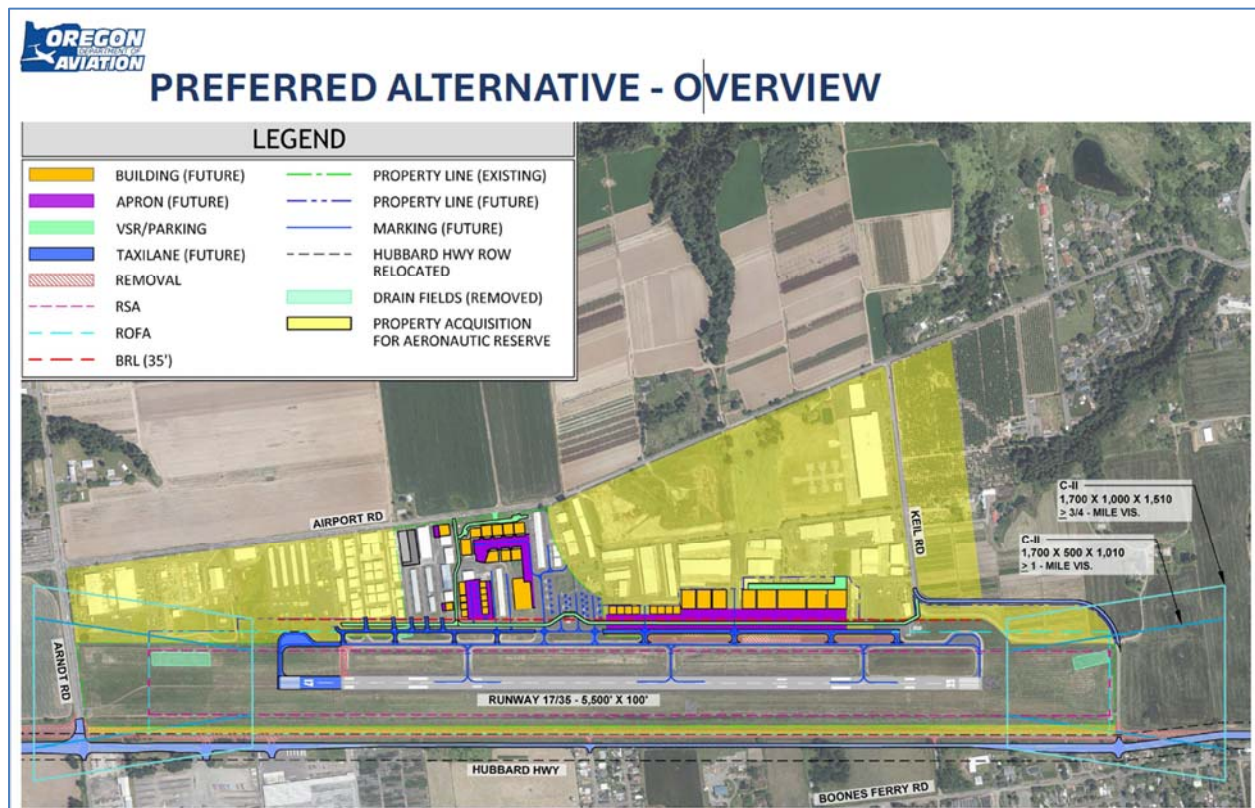 OREGON
DEPARTMENT OF
AVIATION
PREFERRED ALTERNATIVE - OVERVIEW
LEGEND
BUILDING (FUTURE)
APRON (FUTURE)
VSR/PARKING
TAXILANE (FUTURE)
REMOVAL
RSA
ROFA
BRL (35')
PROPERTY LINE (EXISTING)
PROPERTY LINE (FUTURE)
MARKING (FUTURE)
HUBBARD HWY ROW
RELOCATED
DRAIN FIELDS (REMOVED)
PROPERTY ACQUISITION
FOR AERONAUTIC RESERVE
C-II
1,700 X 1,000 X 1,510
≥ 3/4 - MILE VIS.
C-II
1,700 X 500 X 1,010
≥ 1 - MILE VIS.
AIRPORT RD
KEIL RD
ARNDT RD
RUNWAY 17/35 - 5,500' X 100'
HUBBARD HWY
BOONES FERRY RD